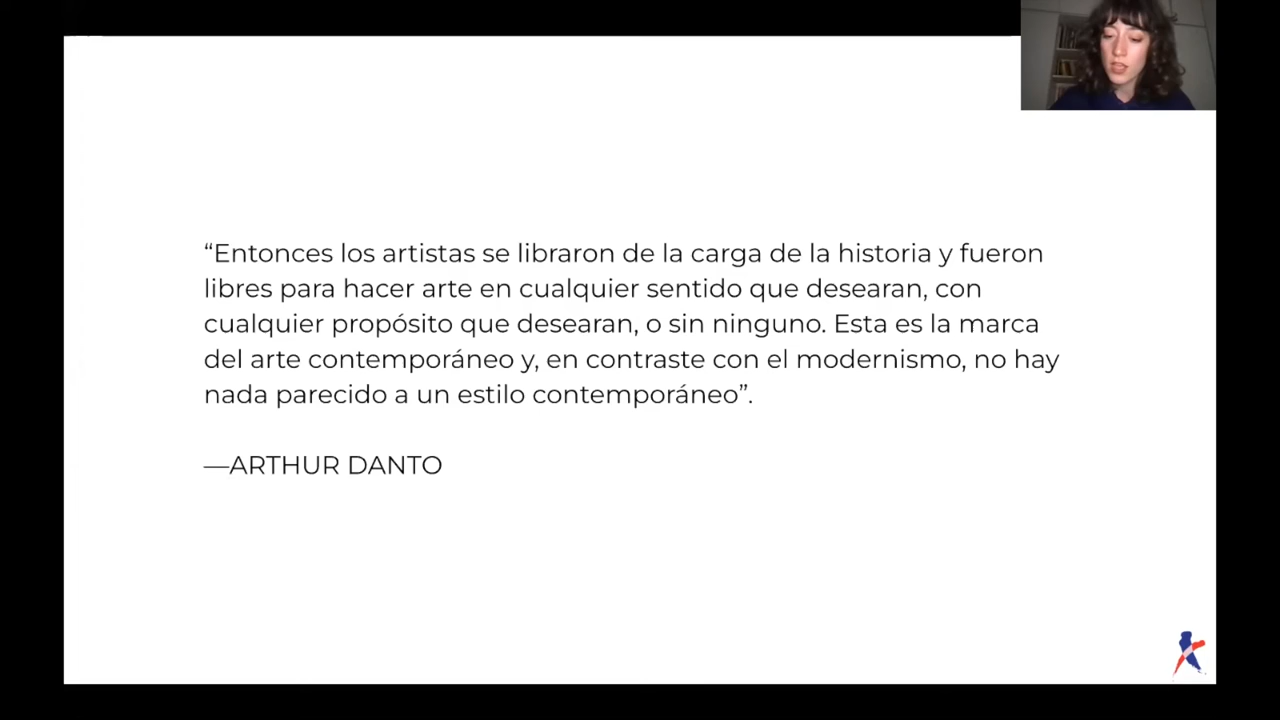 “Entonces los artistas se libraron de la carga de la historia y fueron
libres para hacer arte en cualquier sentido que desearan, con
cualquier propósito que desearan, o sin ninguno. Esta es la marca
del arte contemporáneo y, en contraste con el modernismo, no hay
nada parecido a un estilo contemporáneo”.
—ARTHUR DANTO